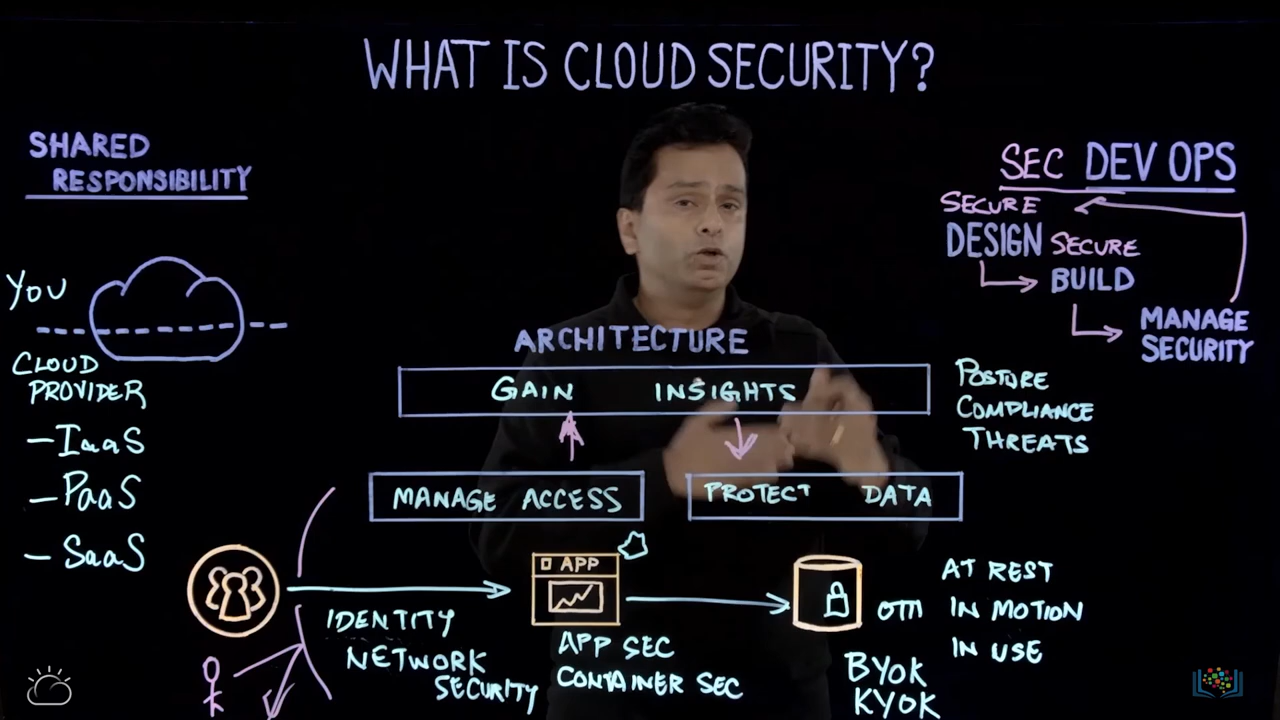 WHAT IS CLOUD SECURITY?
SHARED
RESPONSIBILITY
YOU
CLOUD
PROVIDER
- IaaS
- PaaS
- SaaS
ARCHITECTURE
GAIN INSIGHTS
MANAGE ACCESS
PROTECT DATA
POSTURE
COMPLIANCE
THREATS
SEC DEV OPS
SECURE
DESIGN SECURE
BUILD
MANAGE
SECURITY
IDENTITY
NETWORK
SECURITY
APP
APP SEC
CONTAINER SEC
AT REST
IN MOTION
IN USE
BYOK
KYOK